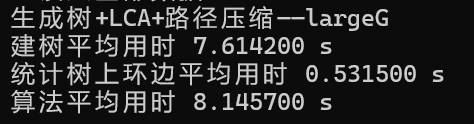 生成树+LCA+路径压缩——largeG
建树平均用时 7.614200 s
统计树上环边平均用时 0.531500 s
算法平均用时 8.145700 s